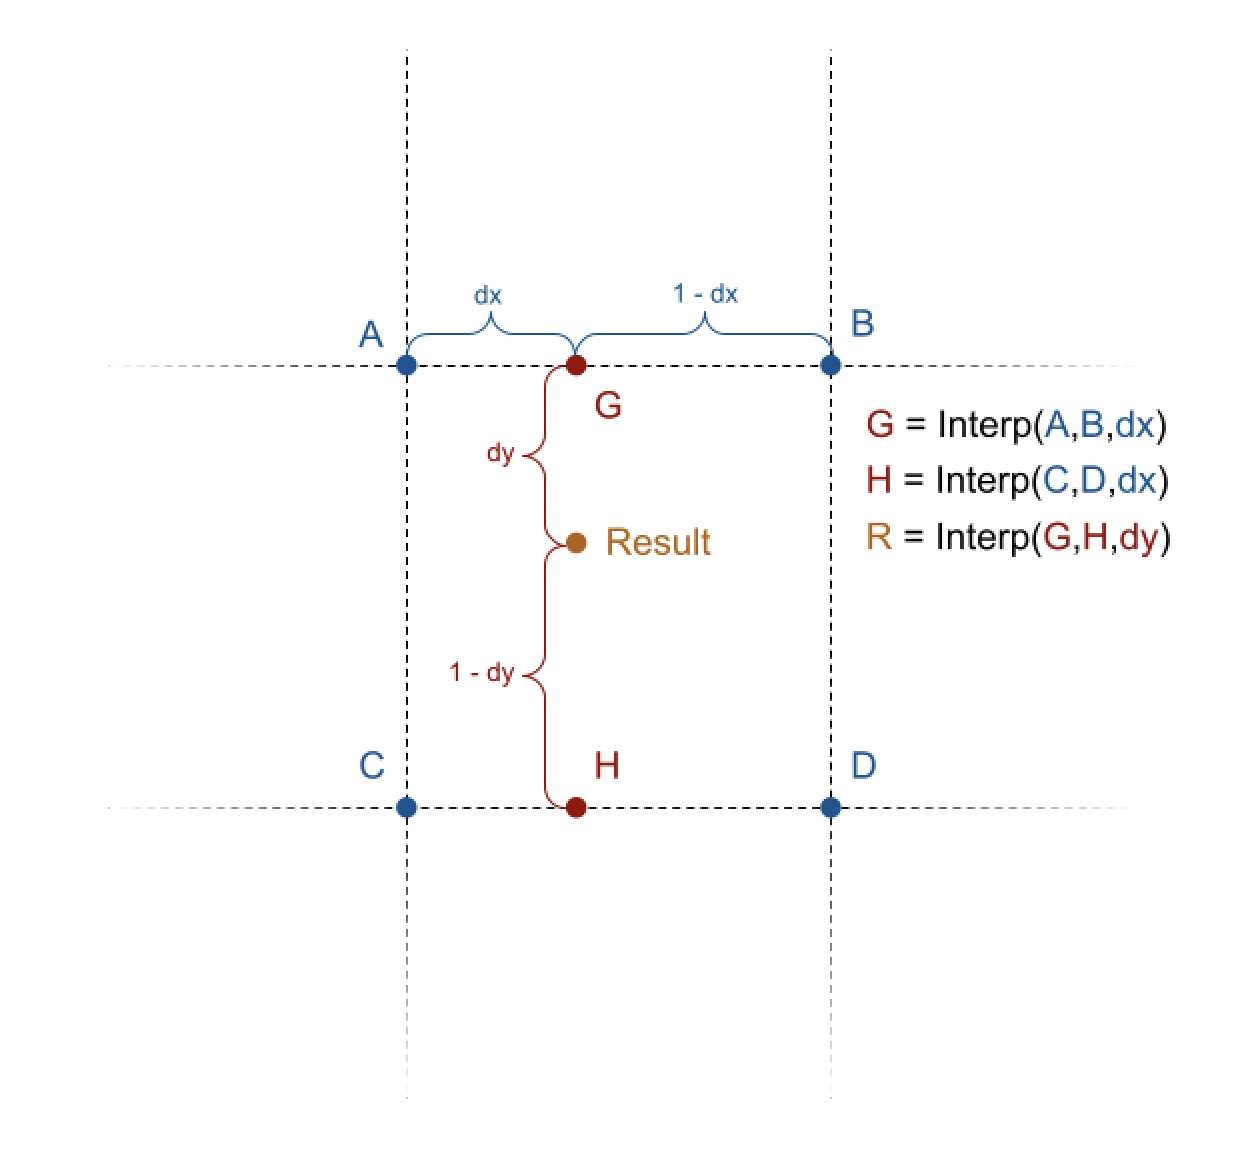 dx
1 - dx
A
B
G
G = Interp(A,B,dx)
dy
H = Interp(C,D,dx)
Result
R = Interp(G,H,dy)
1 - dy
C
H
D